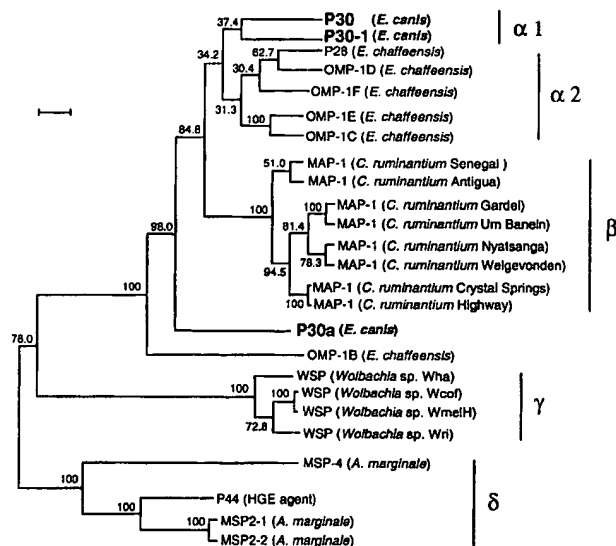 37.4
P30 (E. canis)
P30-1 (E. canis)
α 1
34.2
62.7
P28 (E. chaffeensis)
OMP-1D (E. chaffeensis)
30.4
OMP-1F (E. chaffeensis)
31.3
α 2
100
OMP-1E (E. chaffeensis)
OMP-1C (E. chaffeensis)
84.8
51.0
MAP-1 (C. ruminantium Senegal )
MAP-1 (C. ruminantium Antigua)
100
100
MAP-1 (C. ruminantium Gardel)
81.4
MAP-1 (C. ruminantium Um Banein)
β
98.0
MAP-1 (C. ruminantium Nyatsanga)
78.3
MAP-1 (C. ruminantium Welgevonden)
94.5
MAP-1 (C. ruminantium Crystal Springs)
100
MAP-1 (C. ruminantium Highway)
100
P30a (E. canis)
78.0
OMP-1B (E. chaffeensis)
WSP (Wolbachia sp. Wha)
100
100
WSP (Wolbachia sp. Wcof)
WSP (Wolbachia sp. WmelH)
γ
72.8
WSP (Wolbachia sp. Wri)
MSP-4 (A. marginale)
100
P44 (HGE agent)
δ
100
100
MSP2-1 (A. marginale)
MSP2-2 (A. marginale)